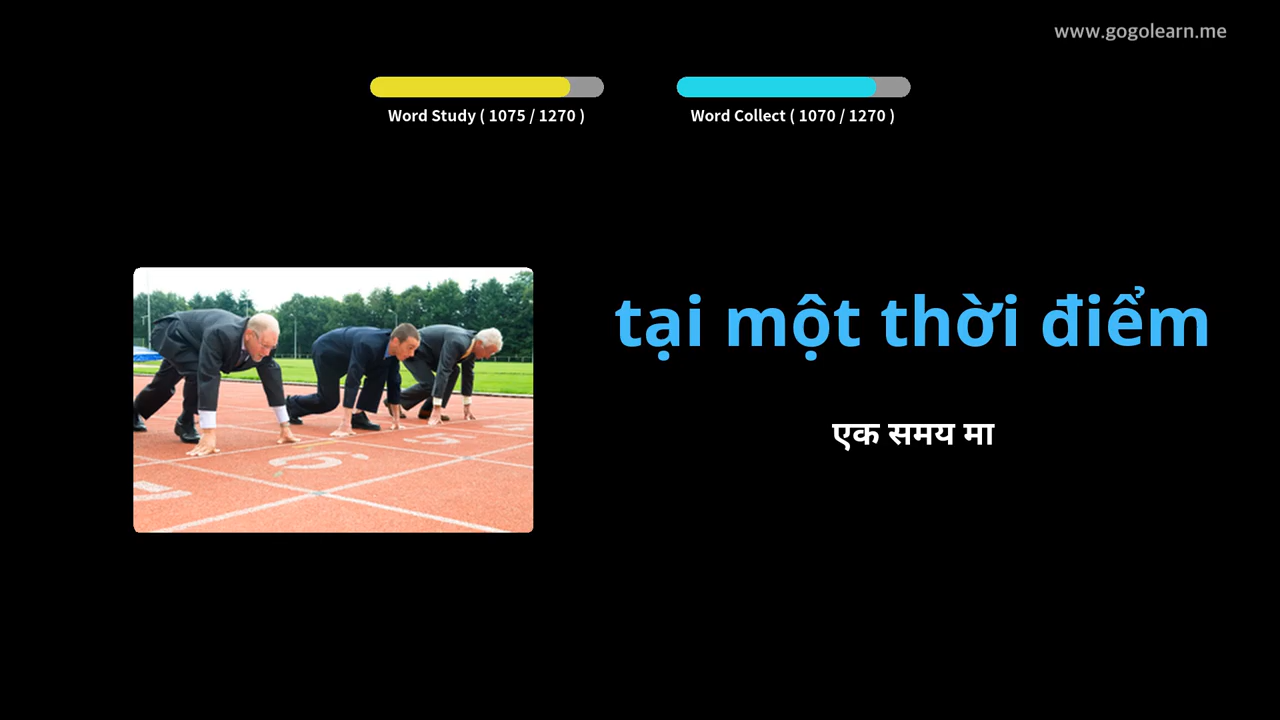 www.gogolearn.me
Word Study ( 1075 / 1270 )
Word Collect ( 1070 / 1270 )
tại một thời điểm
एक समय मा